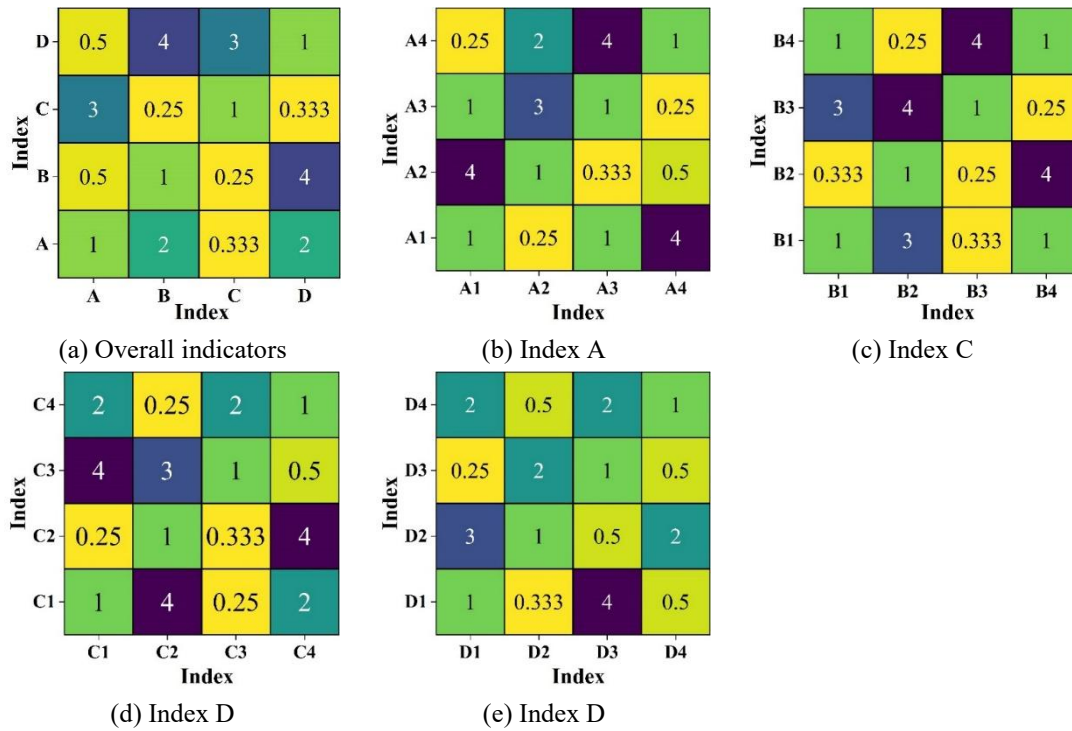 D 0.5 4 3 1
C 3 0.25 1 0.333
B 0.5 1 0.25 4
A 1 2 0.333 2
A B C D
Index
Index
(a) Overall indicators
A4 0.25 2 4 1
A3 1 3 1 0.25
A2 4 1 0.333 0.5
A1 1 0.25 1 4
A1 A2 A3 A4
Index
Index
(b) Index A
B4 1 0.25 4 1
B3 3 4 1 0.25
B2 0.333 1 0.25 4
B1 1 3 0.333 1
B1 B2 B3 B4
Index
Index
(c) Index C
C4 2 0.25 2 1
C3 4 3 1 0.5
C2 0.25 1 0.333 4
C1 1 4 0.25 2
C1 C2 C3 C4
Index
Index
(d) Index D
D4 2 0.5 2 1
D3 0.25 2 1 0.5
D2 3 1 0.5 2
D1 1 0.333 4 0.5
D1 D2 D3 D4
Index
Index
(e) Index D